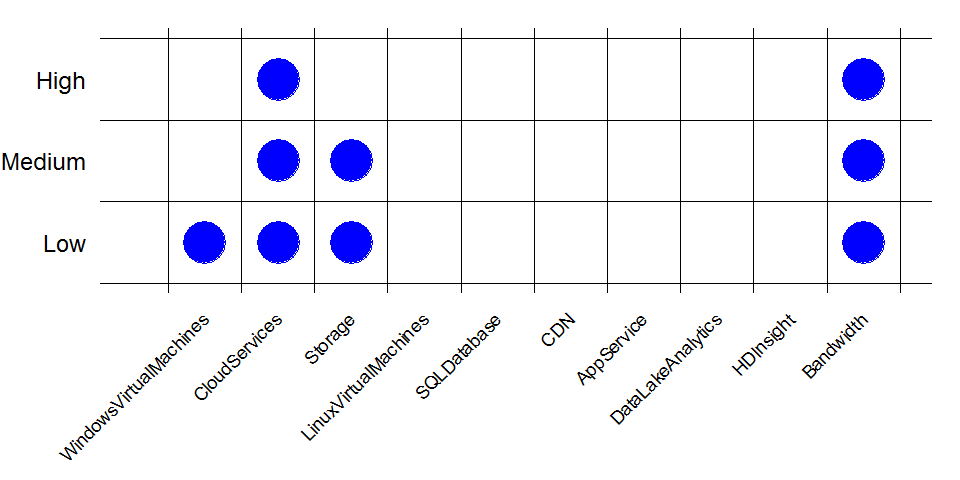 High
Medium
Low
WindowsVirtualMachines
CloudServices
Storage
LinuxVirtualMachines
SQLDatabase
CDN
AppService
DataLakeAnalytics
HDInsight
Bandwidth